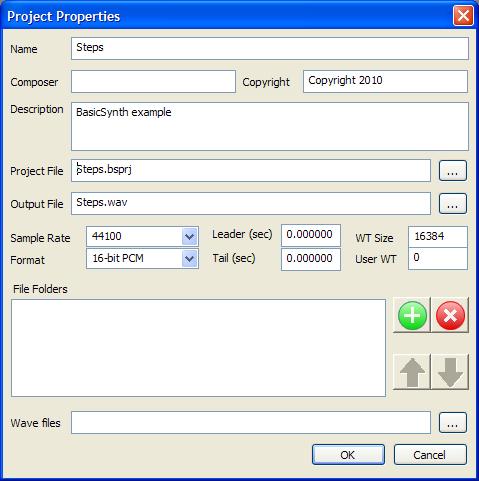 Project Properties
Name Steps
Composer Copyright Copyright 2010
Description BasicSynth example
Project File Steps.bsprj ...
Output File Steps.wav ...
Sample Rate 44100 Leader (sec) 0.000000 WT Size 16384
Format 16-bit PCM Tail (sec) 0.000000 User WT 0
File Folders
Wave files ...
OK Cancel